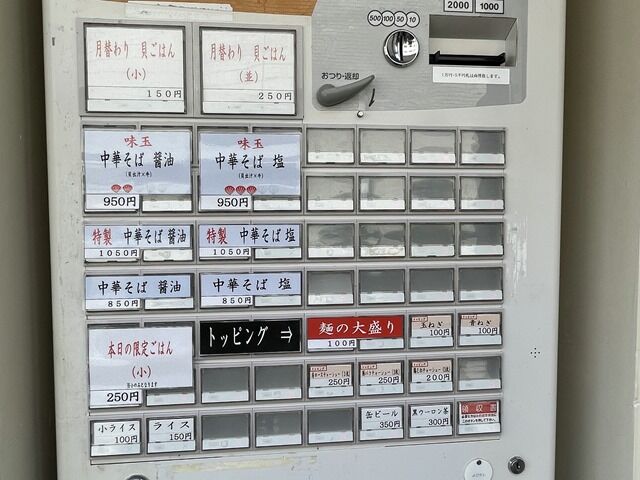 500 100 50 10
2000 1000
おつり・返却
月替わり 貝ごはん
(小)
150円
月替わり 貝ごはん
(並)
250円
味玉
中華そば 醤油
950円
味玉
中華そば 塩
950円
特製 中華そば 醤油
1050円
特製 中華そば 塩
1050円
中華そば 醤油
850円
中華そば 塩
850円
本日の限定ごはん
(小)
250円
トッピング ⇒
麺の大盛り
100円
玉ねぎ
100円
青ねぎ
100円
250円
250円
200円
小ライス
100円
ライス
150円
缶ビール
350円
黒ウーロン茶
300円
領収書